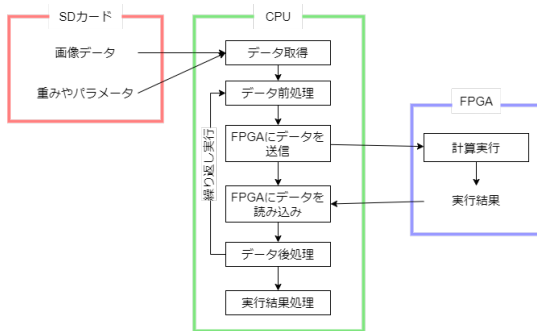 SDカード
画像データ
重みやパラメータ
CPU
データ取得
データ前処理
FPGAにデータを
送信
繰り返し実行
FPGAにデータを
読み込み
データ後処理
実行結果処理
FPGA
計算実行
実行結果